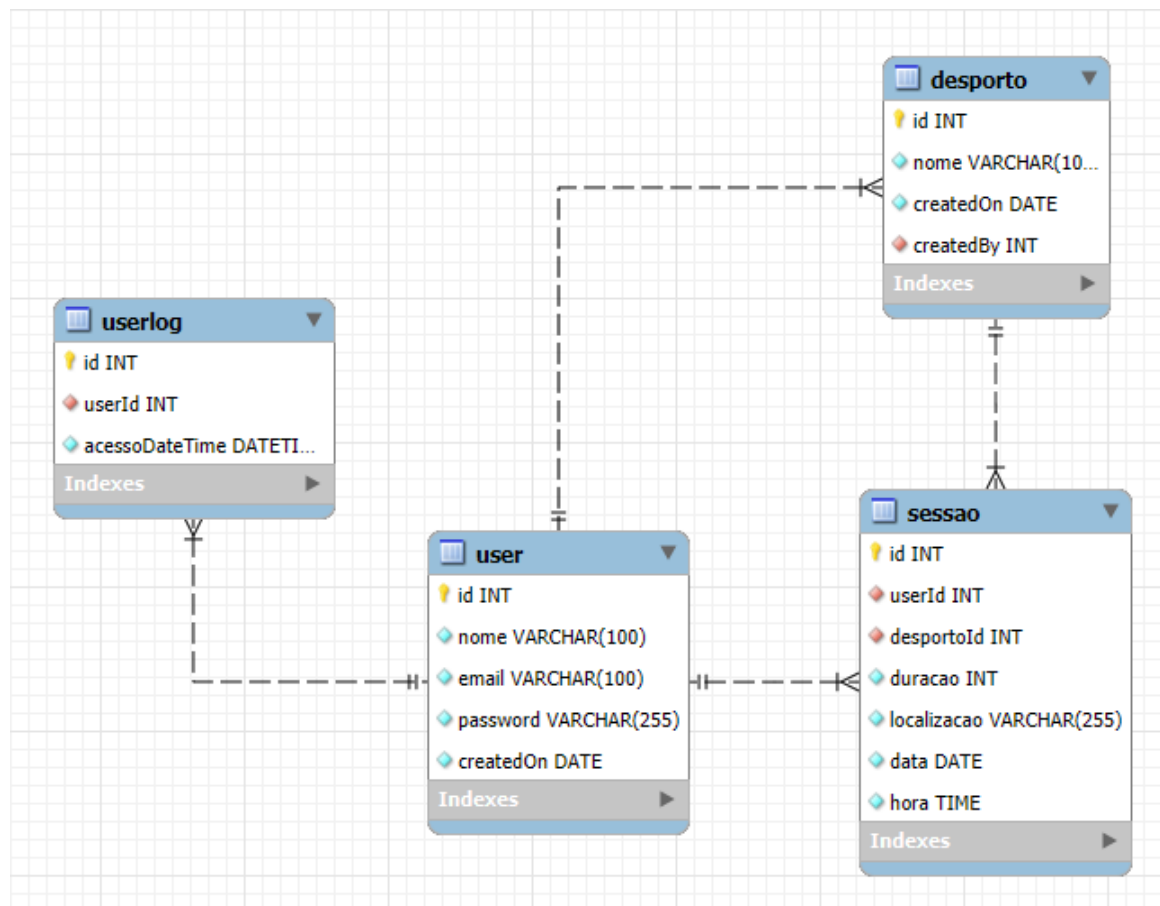 desporto
id INT
nome VARCHAR(10...
createdOn DATE
createdBy INT
Indexes
userlog
id INT
userId INT
acessoDateTime DATETI...
Indexes
user
id INT
nome VARCHAR(100)
email VARCHAR(100)
password VARCHAR(255)
createdOn DATE
Indexes
sessao
id INT
userId INT
desportoId INT
duracao INT
localizacao VARCHAR(255)
data DATE
hora TIME
Indexes